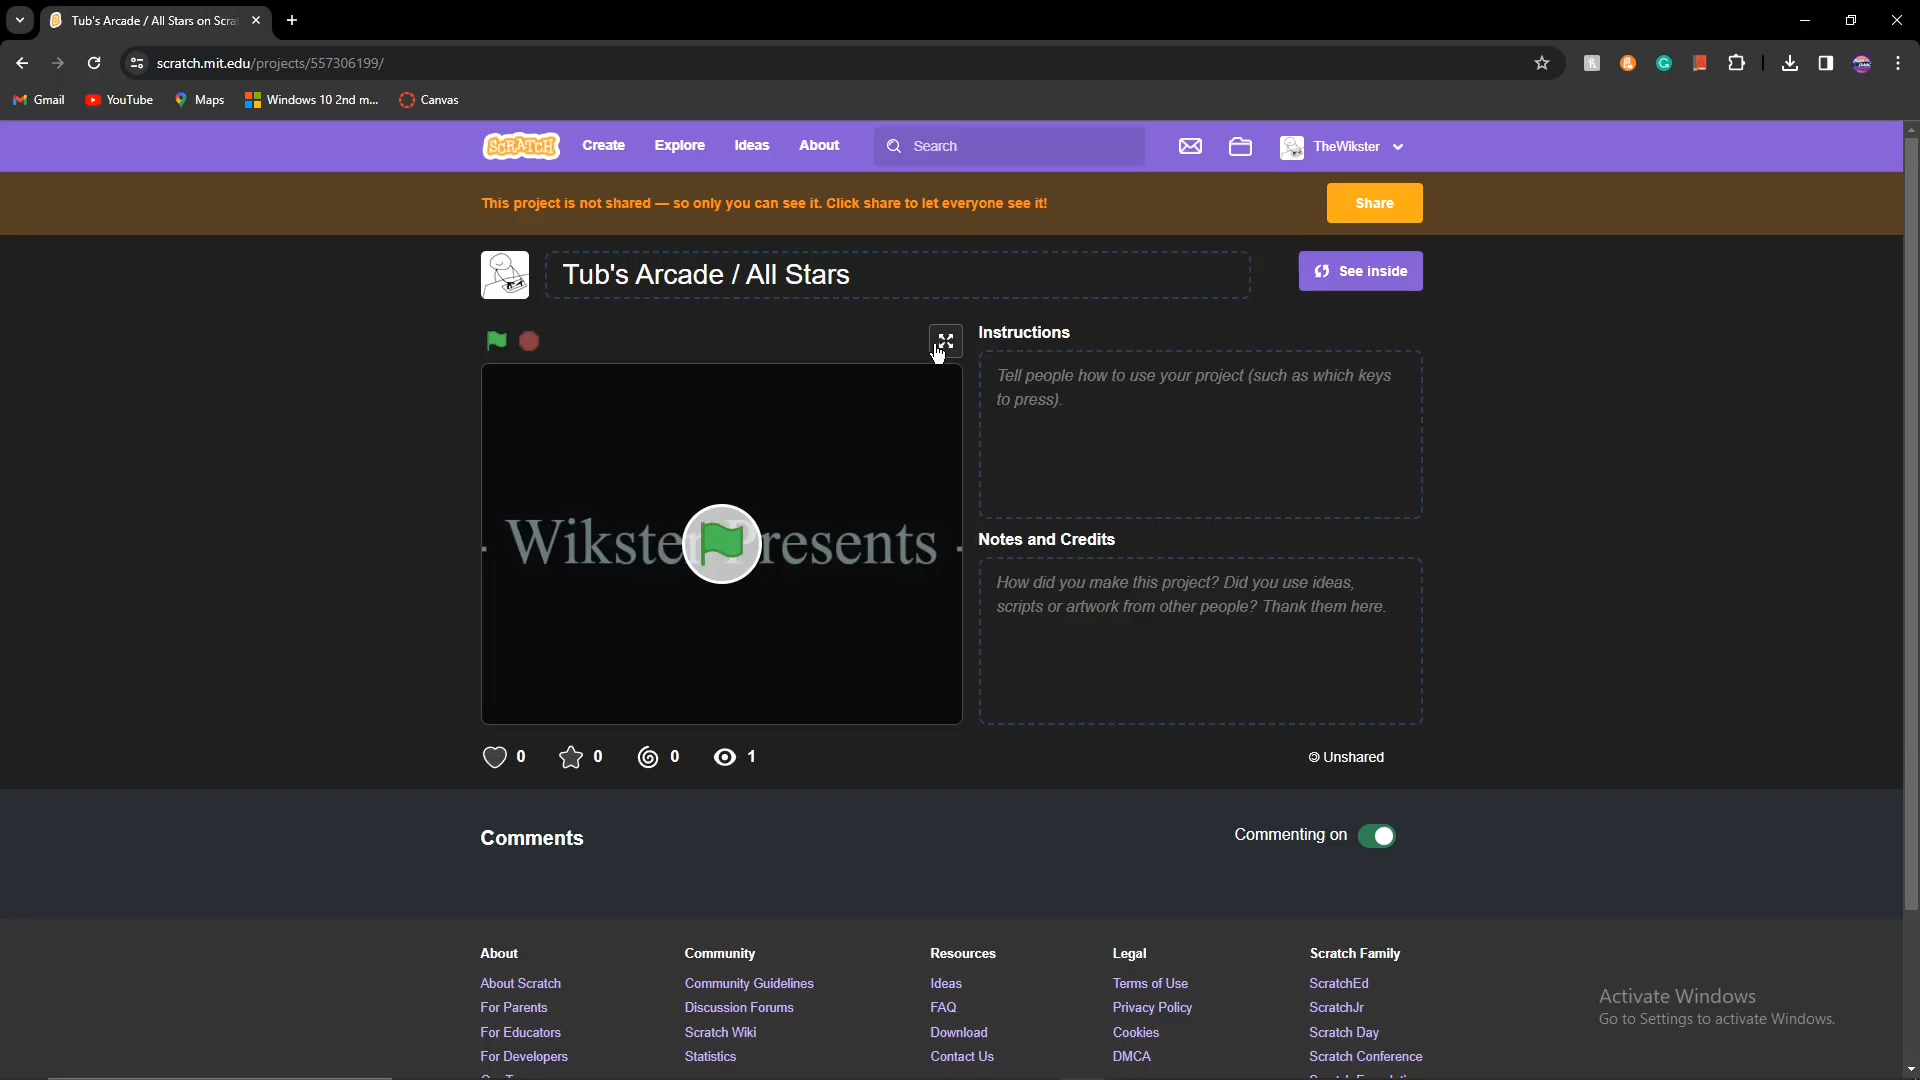 Tub's Arcade / All Stars on Scra
scratch.mit.edu/projects/557306199/
Gmail
YouTube
Maps
Windows 10 2nd m...
Canvas
SCRATCH
Create
Explore
Ideas
About
Search
TheWikster
This project is not shared — so only you can see it. Click share to let everyone see it!
Share
Tub's Arcade / All Stars
See inside
Instructions
Tell people how to use your project (such as which keys
to press).
- Wikster Presents -
Notes and Credits
How did you make this project? Did you use ideas,
scripts or artwork from other people? Thank them here.
0
0
0
1
Unshared
Comments
Commenting on
About
Community
Resources
Legal
Scratch Family
About Scratch
Community Guidelines
Ideas
Terms of Use
ScratchEd
For Parents
Discussion Forums
FAQ
Privacy Policy
ScratchJr
For Educators
Scratch Wiki
Download
Cookies
Scratch Day
For Developers
Statistics
Contact Us
DMCA
Scratch Conference
Activate Windows
Go to Settings to activate Windows.